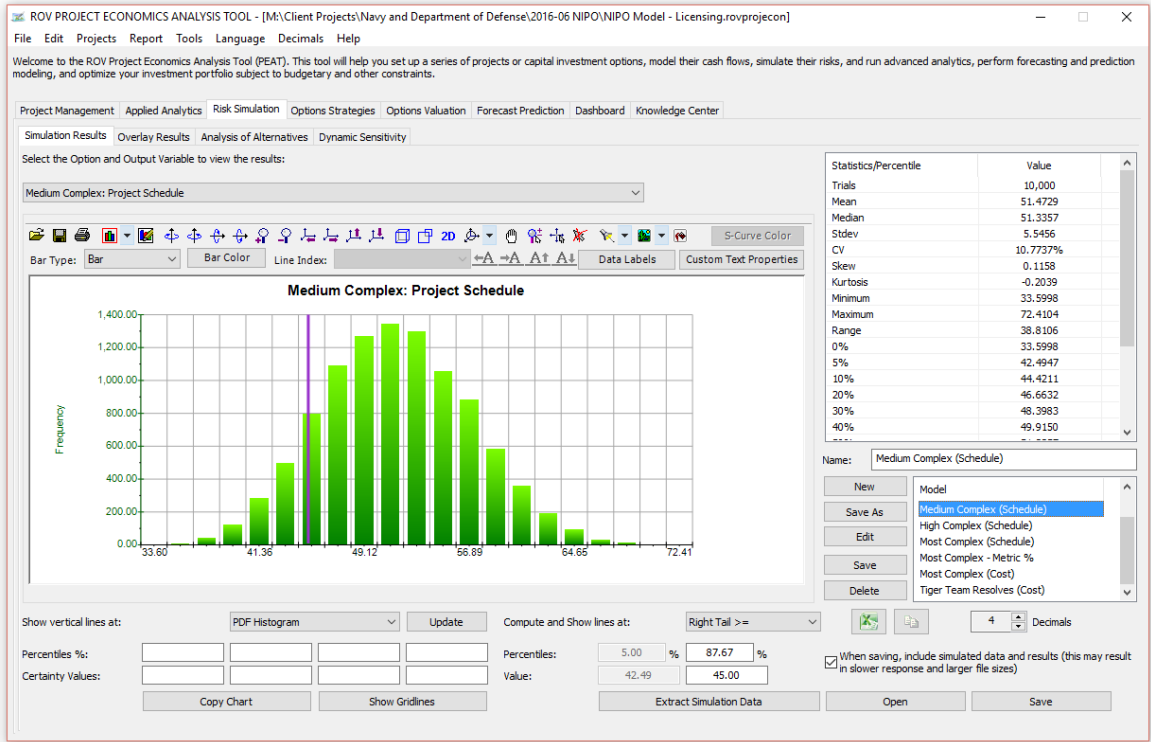 ROV PROJECT ECONOMICS ANALYSIS TOOL - [M:\Client Projects\Navy and Department of Defense\2016-06 NIPO\NIPO Model - Licensing.rovprojecon]
File Edit Projects Report Tools Language Decimals Help
Welcome to the ROV Project Economics Analysis Tool (PEAT). This tool will help you set up a series of projects or capital investment options, model their cash flows, simulate their risks, and run advanced analytics, perform forecasting and prediction
modeling, and optimize your investment portfolio subject to budgetary and other constraints.
Project Management Applied Analytics Risk Simulation Options Strategies Options Valuation Forecast Prediction Dashboard Knowledge Center
Simulation Results Overlay Results Analysis of Alternatives Dynamic Sensitivity
Select the Option and Output Variable to view the results:
Medium Complex: Project Schedule
2D S-Curve Color
Bar Type: Bar Bar Color Line Index: A A A A Data Labels Custom Text Properties
Medium Complex: Project Schedule
Frequency
1,400.00
1,200.00
1,000.00
800.00
600.00
400.00
200.00
0.00
33.60 41.36 49.12 56.89 64.65 72.41
Statistics/Percentile Value
Trials 10,000
Mean 51.4729
Median 51.3357
Stdev 5.5456
CV 10.7737%
Skew 0.1158
Kurtosis -0.2039
Minimum 33.5998
Maximum 72.4104
Range 38.8106
0% 33.5998
5% 42.4947
10% 44.4211
20% 46.6632
30% 48.3983
40% 49.9150
Name: Medium Complex (Schedule)
New
Save As
Edit
Save
Delete
Model
Medium Complex (Schedule)
High Complex (Schedule)
Most Complex (Schedule)
Most Complex - Metric %
Most Complex (Cost)
Tiger Team Resolves (Cost)
Show vertical lines at: PDF Histogram Update Compute and Show lines at: Right Tail >= 4 Decimals
Percentiles %: Percentiles: 5.00 % 87.67 %
Certainty Values: Value: 42.49 45.00
When saving, include simulated data and results (this may result
in slower response and larger file sizes)
Copy Chart Show Gridlines Extract Simulation Data Open Save